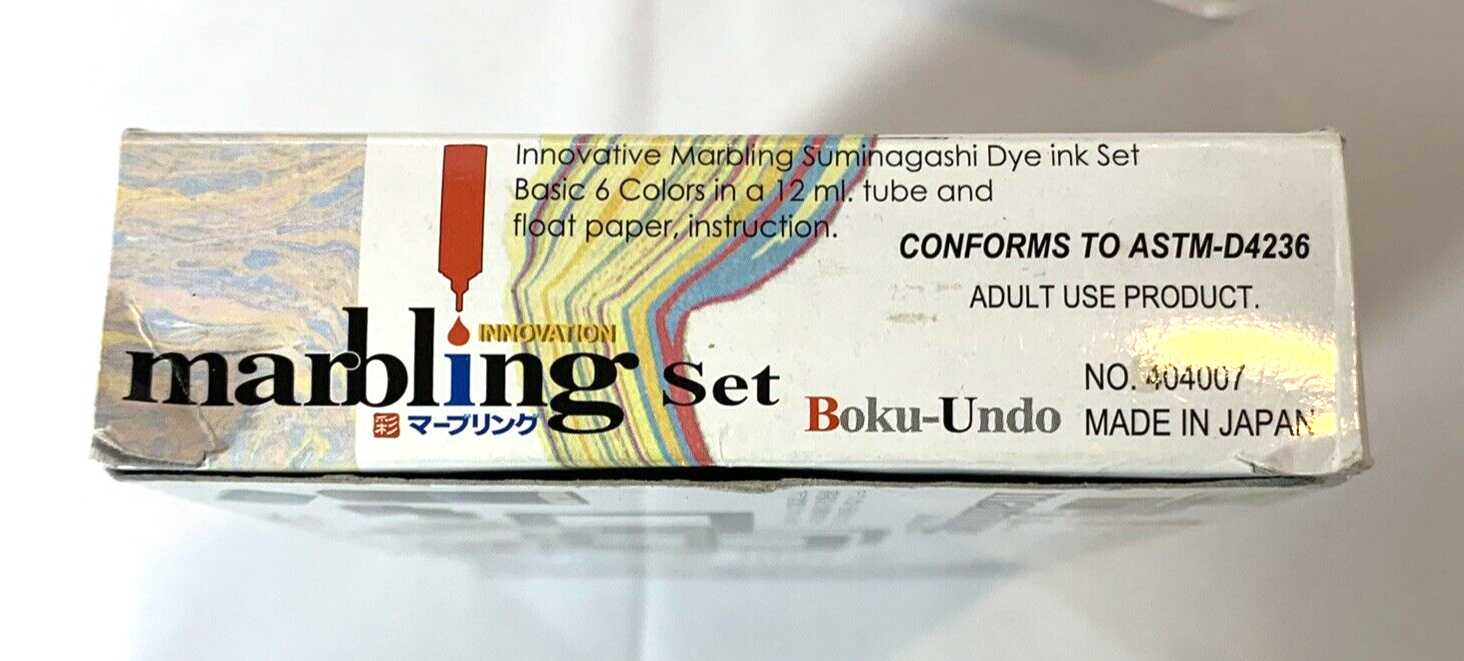 Innovative Marbling Suminagashi Dye ink Set
Basic 6 Colors in a 12 ml. tube and
float paper, instruction.
CONFORMS TO ASTM-D4236
ADULT USE PRODUCT.
INNOVATION
marbling Set
彩 マーブリング
Boku-Undo
NO. 404007
MADE IN JAPAN